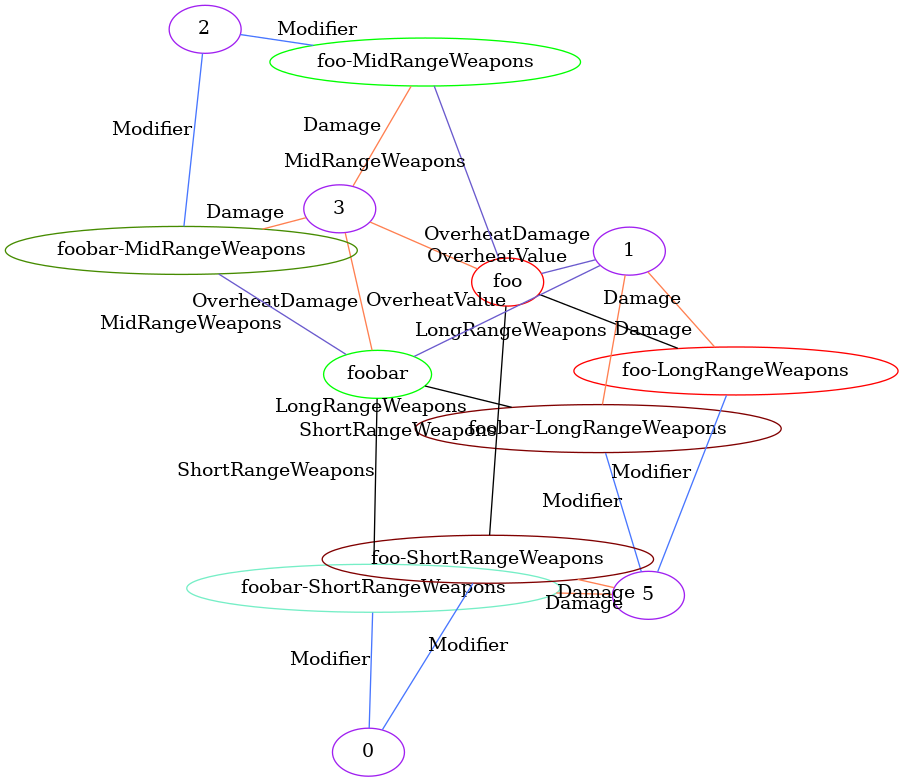 2
Modifier
foo-MidRangeWeapons
Damage
Modifier
MidRangeWeapons
3
Damage
OverheatDamage
1
foobar-MidRangeWeapons
OverheatValue
foo
OverheatDamage
OverheatValue
Damage
MidRangeWeapons
LongRangeWeapons
Damage
foobar
foo-LongRangeWeapons
LongRangeWeapons
ShortRangeWeapons
foobar-LongRangeWeapons
ShortRangeWeapons
Modifier
Modifier
foo-ShortRangeWeapons
foobar-ShortRangeWeapons
Damage
5
Damage
Modifier
Modifier
0